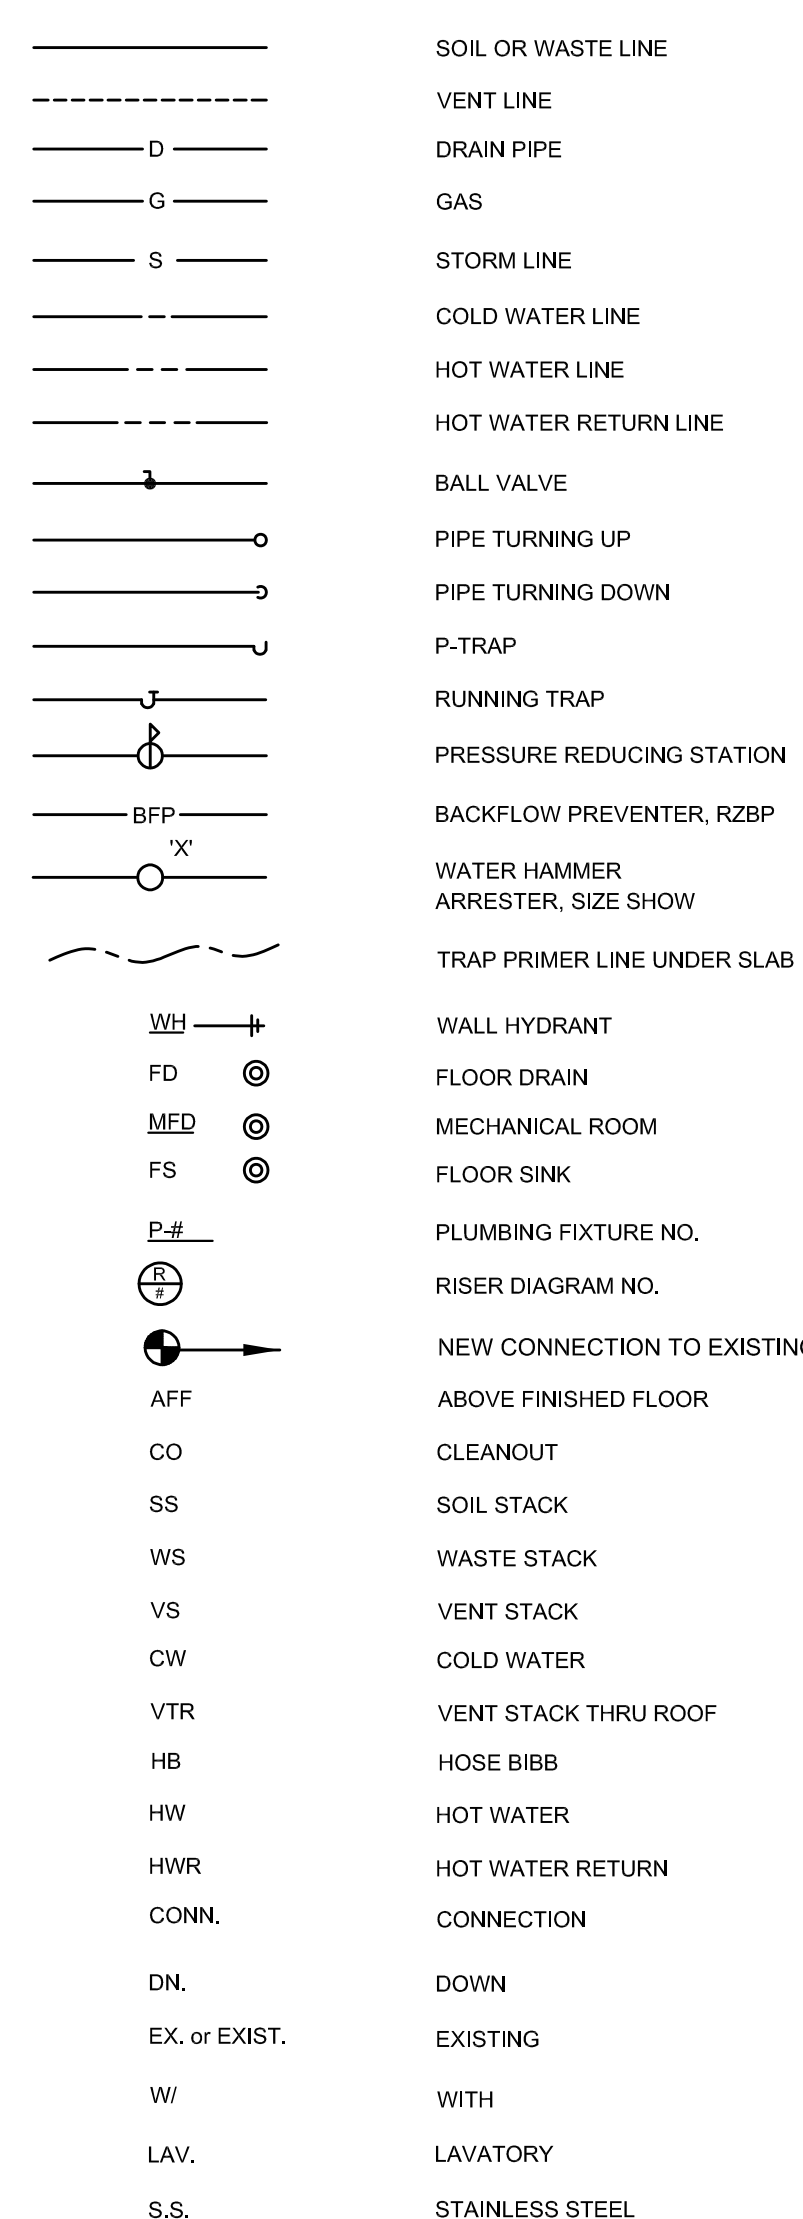 SOIL OR WASTE LINE
VENT LINE
D DRAIN PIPE
G GAS
S STORM LINE
COLD WATER LINE
HOT WATER LINE
HOT WATER RETURN LINE
BALL VALVE
PIPE TURNING UP
PIPE TURNING DOWN
P-TRAP
RUNNING TRAP
PRESSURE REDUCING STATION
BFP BACKFLOW PREVENTER, RZBP
'X'
WATER HAMMER
ARRESTER, SIZE SHOW
TRAP PRIMER LINE UNDER SLAB
WH WALL HYDRANT
FD FLOOR DRAIN
MFD MECHANICAL ROOM
FS FLOOR SINK
P-# PLUMBING FIXTURE NO.
R
# RISER DIAGRAM NO.
NEW CONNECTION TO EXISTING
AFF ABOVE FINISHED FLOOR
CO CLEANOUT
SS SOIL STACK
WS WASTE STACK
VS VENT STACK
CW COLD WATER
VTR VENT STACK THRU ROOF
HB HOSE BIBB
HW HOT WATER
HWR HOT WATER RETURN
CONN. CONNECTION
DN. DOWN
EX. or EXIST. EXISTING
W/ WITH
LAV. LAVATORY
S.S. STAINLESS STEEL